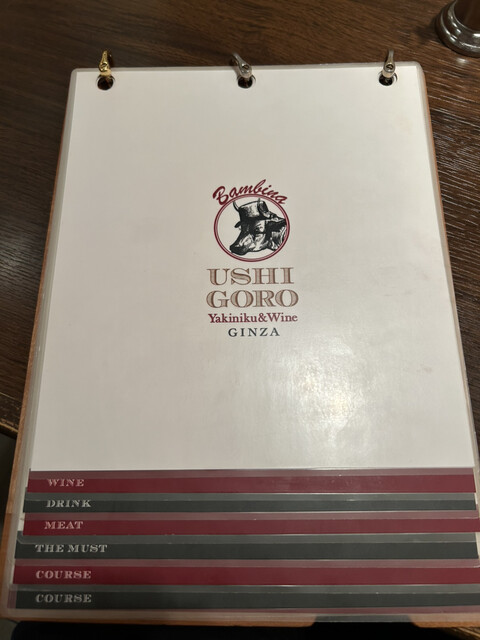 Bambina
USHI
GORO
Yakiniku&Wine
GINZA
WINE
DRINK
MEAT
THE MUST
COURSE
COURSE